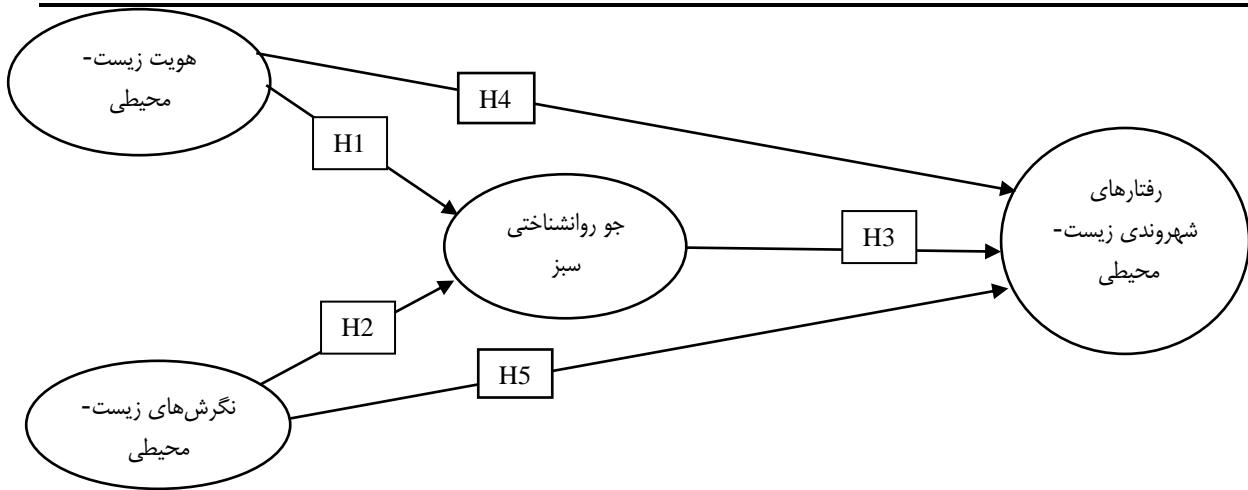 هویت زیست-
محیطی
H4
H1
رفتارهای
شهروندی زیست-
محیطی
جو روانشناختی
سبز
H3
H2
H5
نگرش‌های زیست-
محیطی